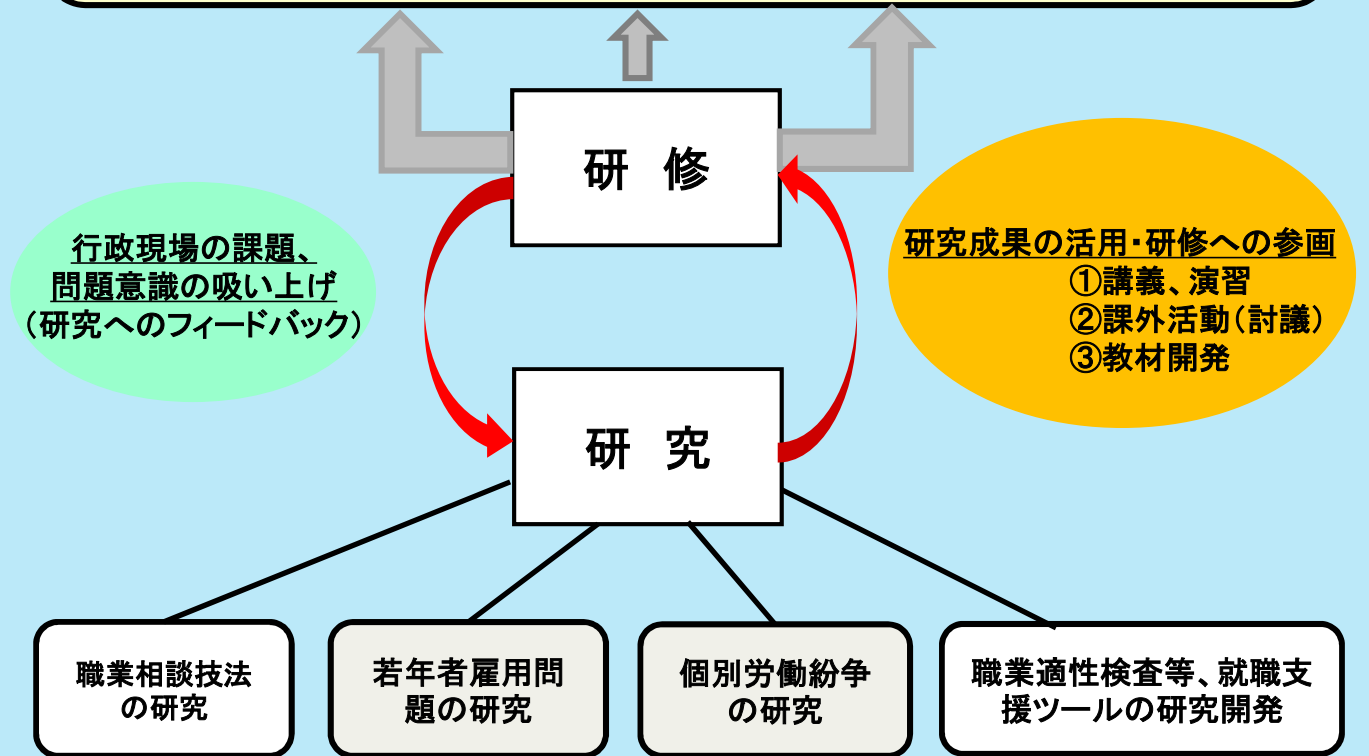 研 修
行政現場の課題、
問題意識の吸い上げ
(研究へのフィードバック)
研究成果の活用・研修への参画
①講義、演習
②課外活動(討議)
③教材開発
研 究
職業相談技法
の研究
若年者雇用問
題の研究
個別労働紛争
の研究
職業適性検査等、就職支
援ツールの研究開発